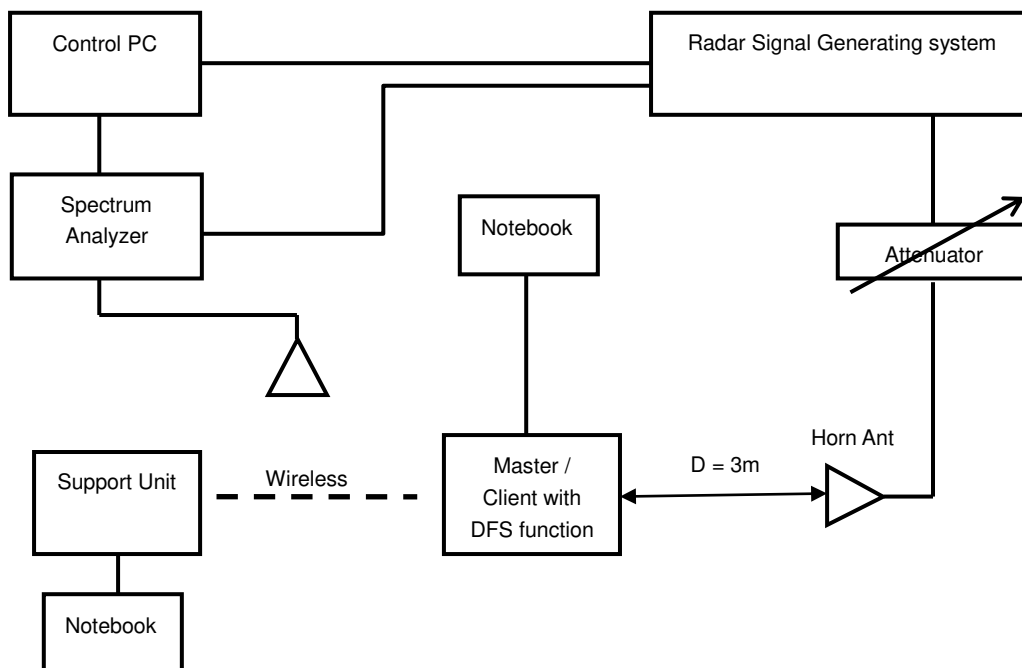 Control PC
Radar Signal Generating system
Spectrum
Analyzer
Notebook
Attenuator
Horn Ant
D = 3m
Support Unit
Wireless
Master /
Client with
DFS function
Notebook